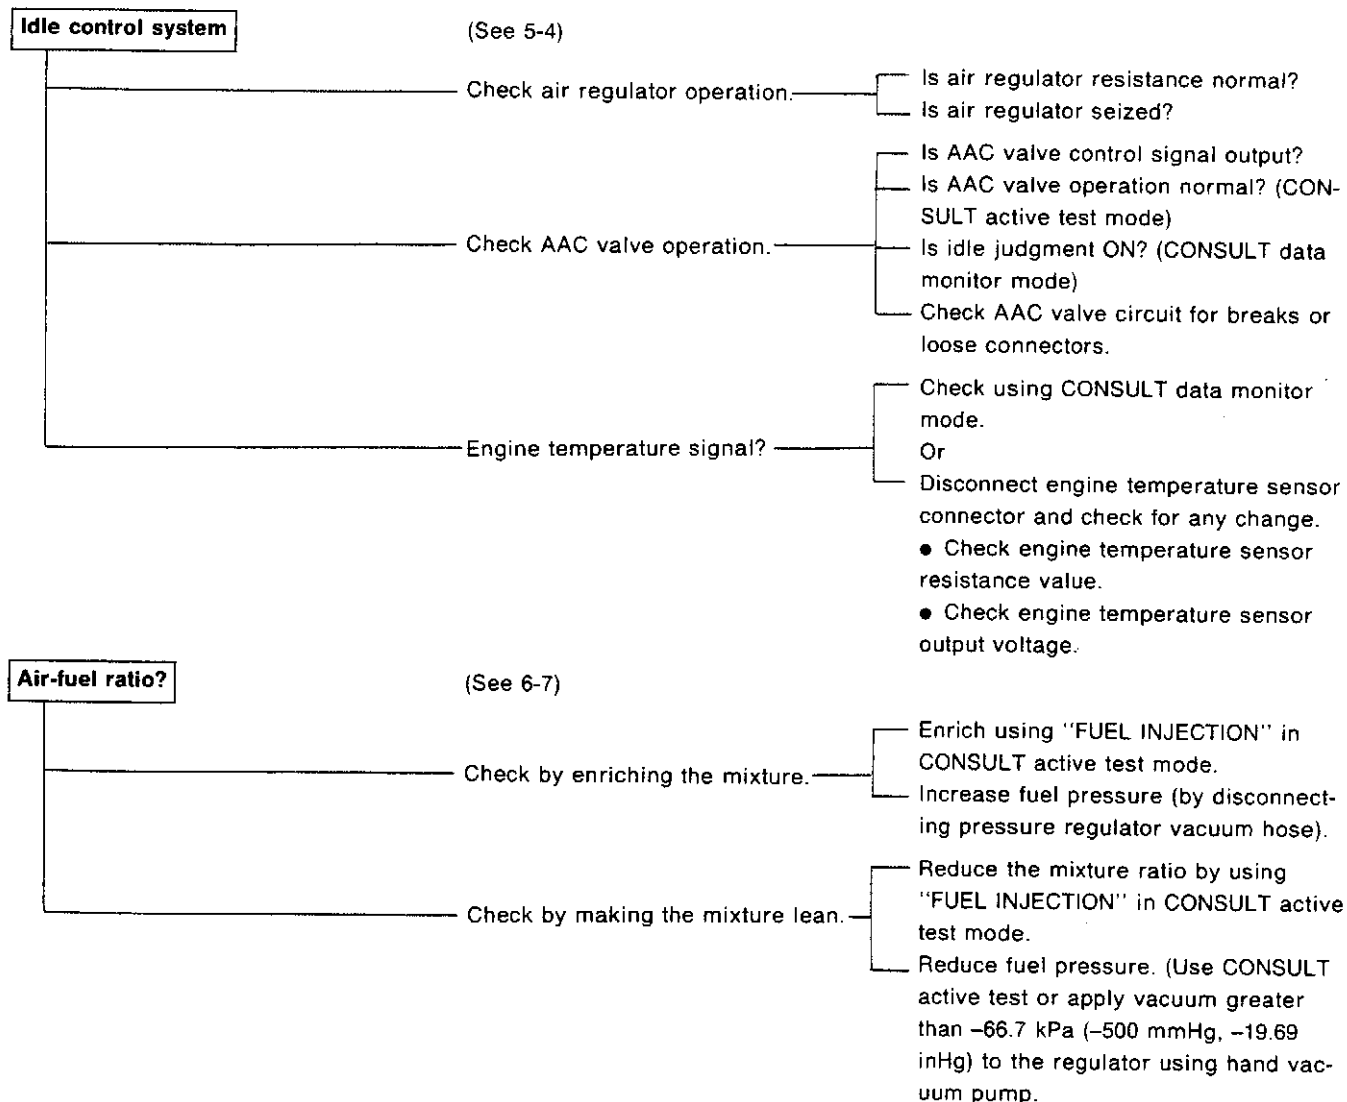 Idle control system
(See 5-4)
Check air regulator operation.
Is air regulator resistance normal?
Is air regulator seized?
Check AAC valve operation.
Is AAC valve control signal output?
Is AAC valve operation normal? (CON-
SULT active test mode)
Is idle judgment ON? (CONSULT data
monitor mode)
Check AAC valve circuit for breaks or
loose connectors.
Engine temperature signal?
Check using CONSULT data monitor
mode.
Or
Disconnect engine temperature sensor
connector and check for any change.
● Check engine temperature sensor
resistance value.
● Check engine temperature sensor
output voltage.
Air-fuel ratio?
(See 6-7)
Check by enriching the mixture.
Enrich using "FUEL INJECTION" in
CONSULT active test mode.
Increase fuel pressure (by disconnect-
ing pressure regulator vacuum hose).
Check by making the mixture lean.
Reduce the mixture ratio by using
"FUEL INJECTION" in CONSULT active
test mode.
Reduce fuel pressure. (Use CONSULT
active test or apply vacuum greater
than –66.7 kPa (–500 mmHg, –19.69
inHg) to the regulator using hand vac-
uum pump.